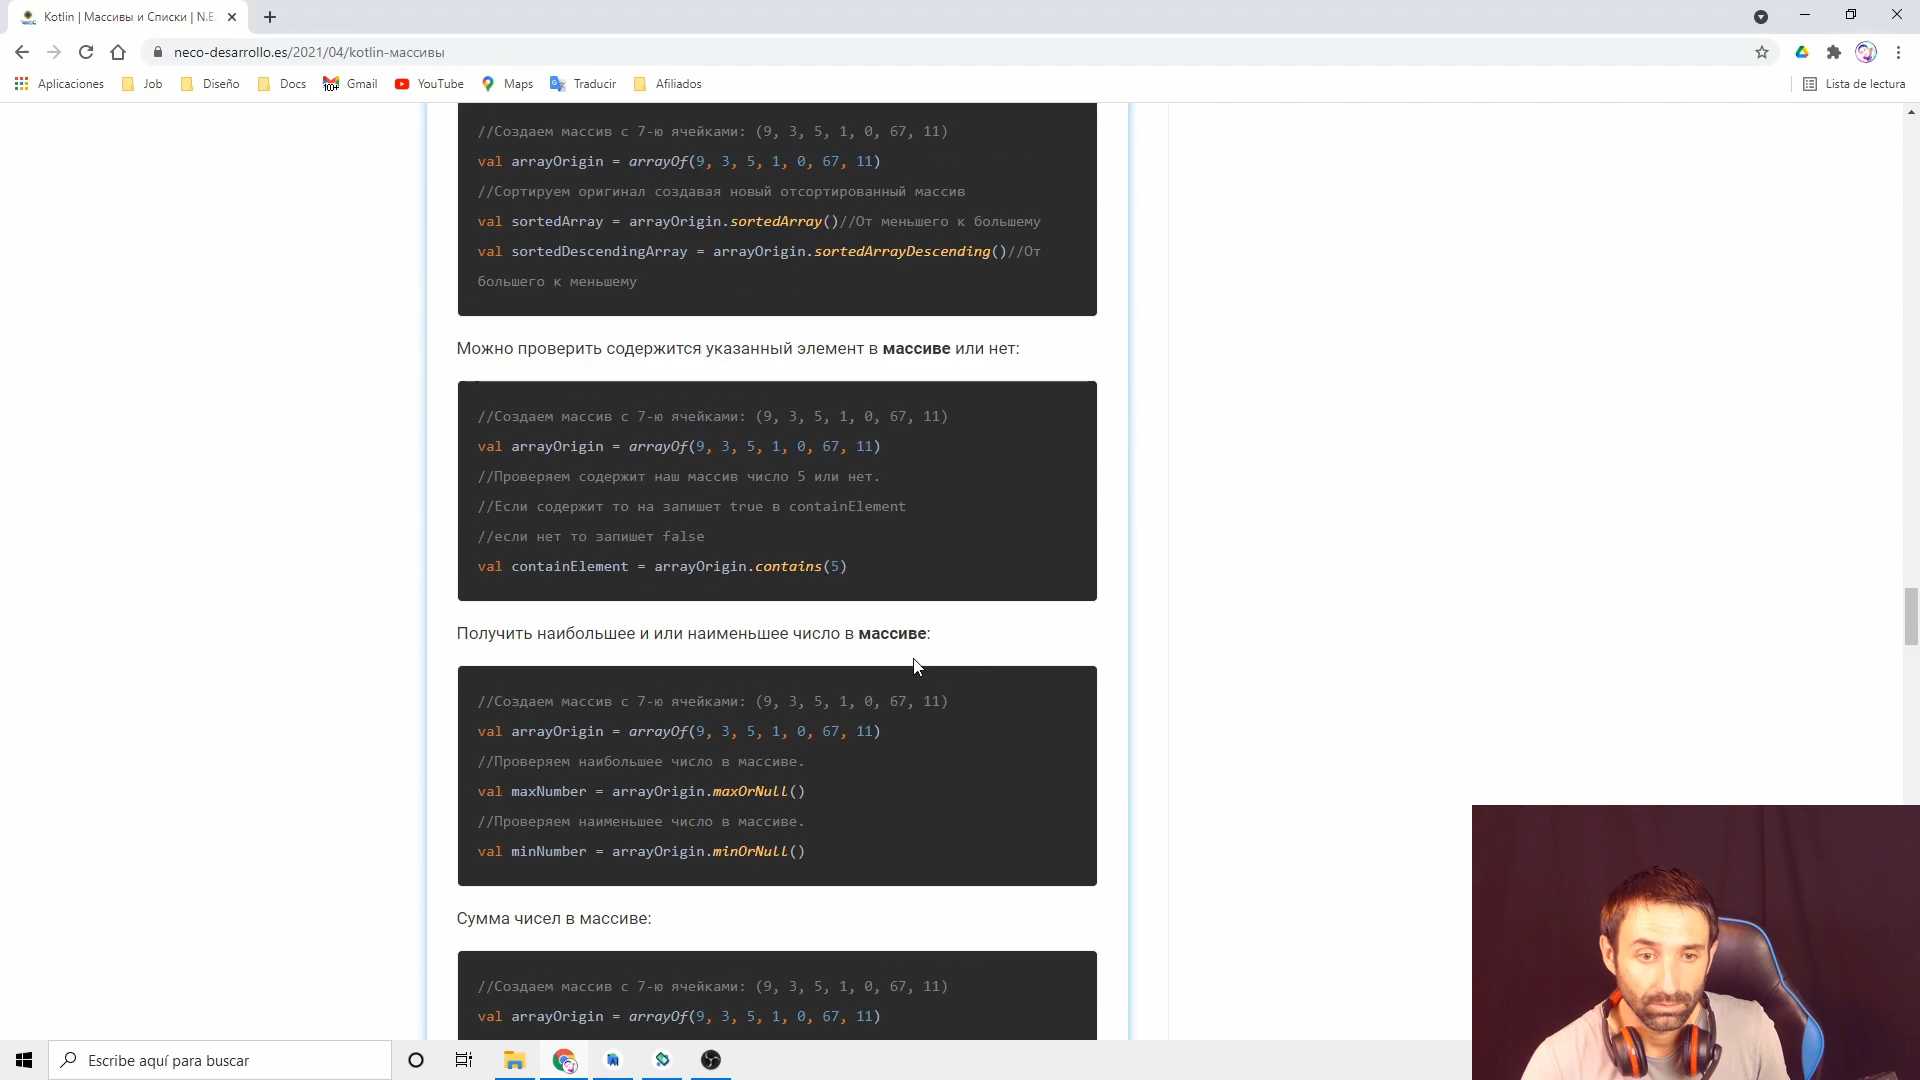 Kotlin | Массивы и Списки | N.E.
neco-desarrollo.es/2021/04/kotlin-массивы
Aplicaciones Job Diseño Docs Gmail YouTube Maps Traducir Afiliados Lista de lectura
//Создаем массив с 7-ю ячейками: (9, 3, 5, 1, 0, 67, 11)
val arrayOrigin = arrayOf(9, 3, 5, 1, 0, 67, 11)
//Сортируем оригинал создавая новый отсортированный массив
val sortedArray = arrayOrigin.sortedArray()//От меньшего к большему
val sortedDescendingArray = arrayOrigin.sortedArrayDescending()//От
большего к меньшему
Можно проверить содержится указанный элемент в массиве или нет:
//Создаем массив с 7-ю ячейками: (9, 3, 5, 1, 0, 67, 11)
val arrayOrigin = arrayOf(9, 3, 5, 1, 0, 67, 11)
//Проверяем содержит наш массив число 5 или нет.
//Если содержит то на запишет true в containElement
//если нет то запишет false
val containElement = arrayOrigin.contains(5)
Получить наибольшее и или наименьшее число в массиве:
//Создаем массив с 7-ю ячейками: (9, 3, 5, 1, 0, 67, 11)
val arrayOrigin = arrayOf(9, 3, 5, 1, 0, 67, 11)
//Проверяем наибольшее число в массиве.
val maxNumber = arrayOrigin.maxOrNull()
//Проверяем наименьшее число в массиве.
val minNumber = arrayOrigin.minOrNull()
Сумма чисел в массиве:
//Создаем массив с 7-ю ячейками: (9, 3, 5, 1, 0, 67, 11)
val arrayOrigin = arrayOf(9, 3, 5, 1, 0, 67, 11)
Escribe aquí para buscar